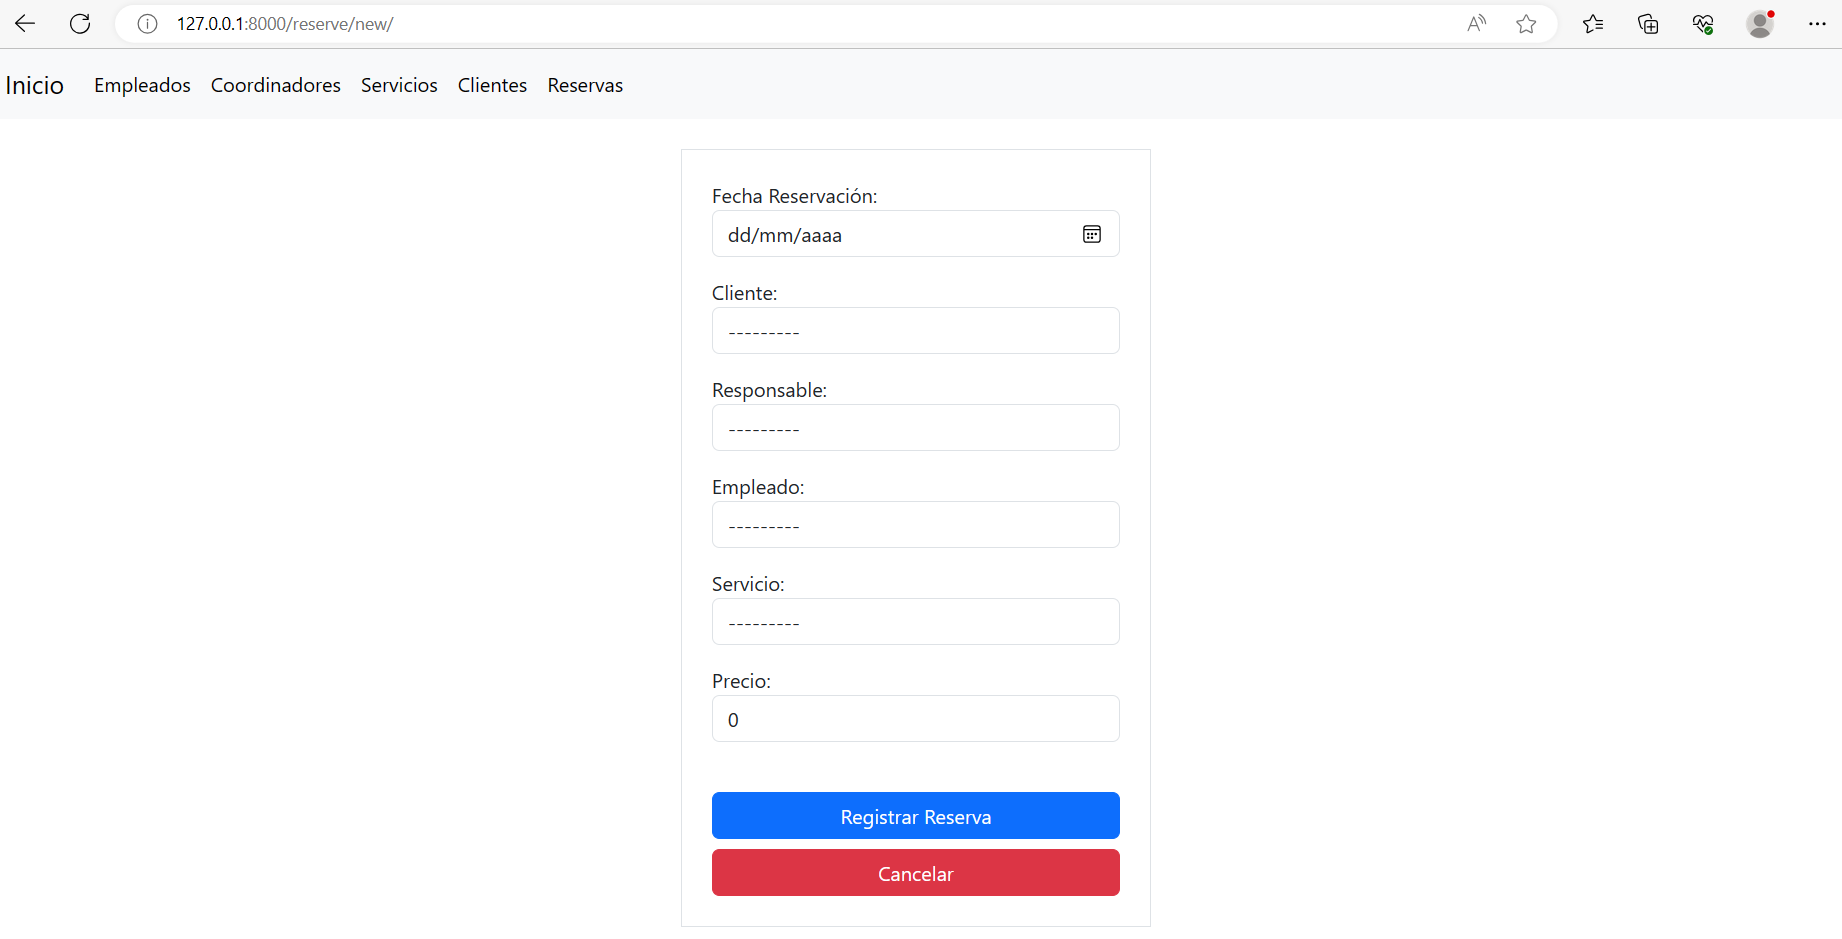 127.0.0.1:8000/reserve/new/
Inicio Empleados Coordinadores Servicios Clientes Reservas
Fecha Reservación:
dd/mm/aaaa
Cliente:
---------
Responsable:
---------
Empleado:
---------
Servicio:
---------
Precio:
0
Registrar Reserva
Cancelar